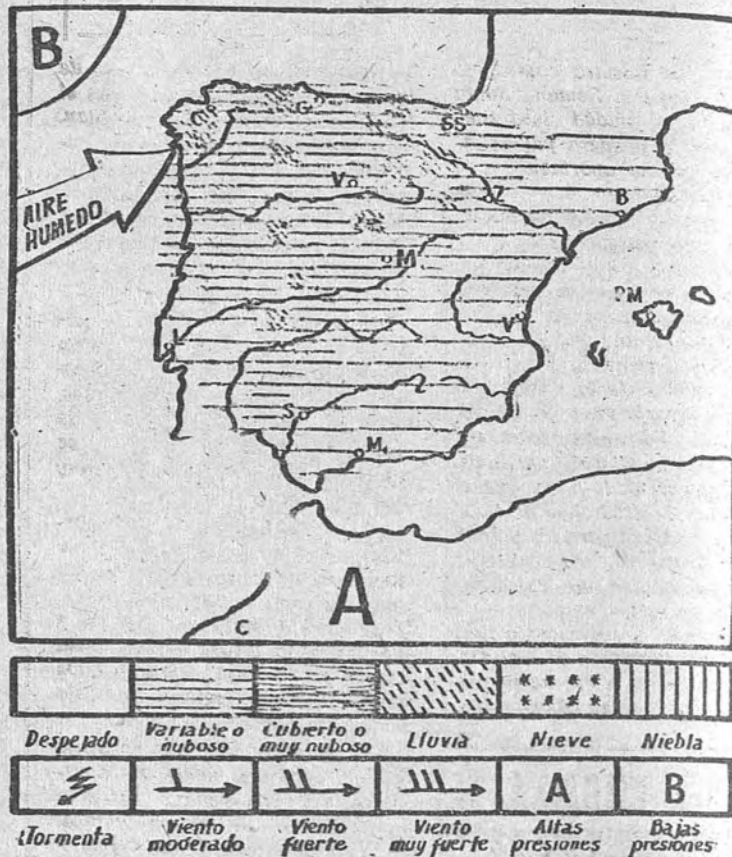 B
C
G
SS
AIRE
HUMEDO
V
Z
B
M
PM
V
L
S
2
M
A
C
Despejado
Variable o nuboso
Cubierto o muy nuboso
Lluvia
Nieve
Niebla
A
B
Tormenta
Viento moderado
Viento fuerte
Viento muy fuerte
Altas presiones
Bajas presiones